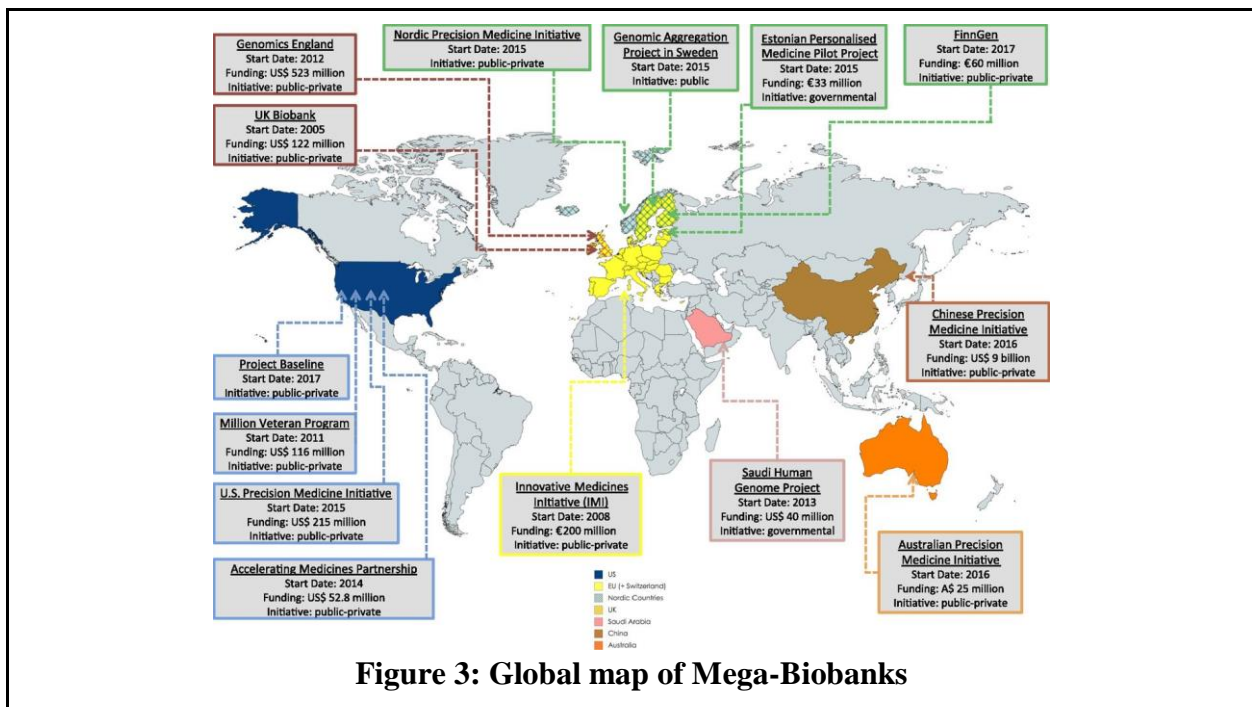 Genomics England
Start Date: 2012
Funding: US$ 523 million
Initiative: public-private
Nordic Precision Medicine Initiative
Start Date: 2015
Initiative: public-private
Genomic Aggregation
Project in Sweden
Start Date: 2015
Initiative: public
Estonian Personalised
Medicine Pilot Project
Start Date: 2015
Funding: €33 million
Initiative: governmental
FinnGen
Start Date: 2017
Funding: €60 million
Initiative: public-private
UK Biobank
Start Date: 2005
Funding: US$ 122 million
Initiative: public-private
Chinese Precision
Medicine Initiative
Start Date: 2016
Funding: US$ 9 billion
Initiative: public-private
Project Baseline
Start Date: 2017
Initiative: public-private
Million Veteran Program
Start Date: 2011
Funding: US$ 116 million
Initiative: public-private
U.S. Precision Medicine Initiative
Start Date: 2015
Funding: US$ 215 million
Initiative: public-private
Accelerating Medicines Partnership
Start Date: 2014
Funding: US$ 52.8 million
Initiative: public-private
Innovative Medicines
Initiative (IMI)
Start Date: 2008
Funding: €200 million
Initiative: public-private
Saudi Human
Genome Project
Start Date: 2013
Funding: US$ 40 million
Initiative: governmental
Australian Precision
Medicine Initiative
Start Date: 2016
Funding: A$ 25 million
Initiative: public-private
US
EU (+ Switzerland)
Nordic Countries
UK
Saudi Arabia
China
Australia
Figure 3: Global map of Mega-Biobanks